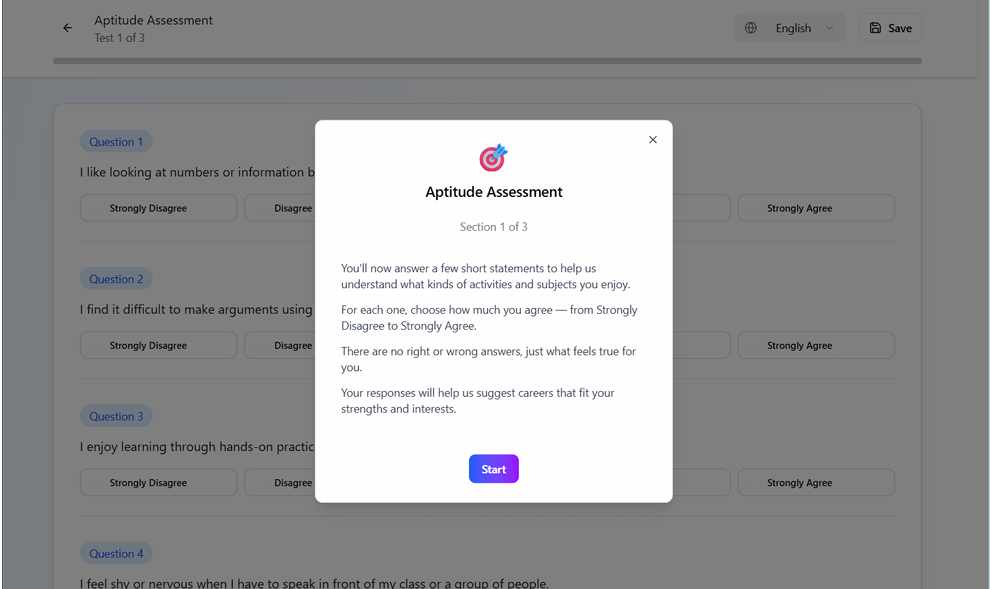 Aptitude Assessment
Test 1 of 3
English
Save
Question 1
I like looking at numbers or information b
Strongly Disagree
Disagree
Strongly Agree
Question 2
I find it difficult to make arguments using
Strongly Disagree
Disagree
Strongly Agree
Question 3
I enjoy learning through hands-on practic
Strongly Disagree
Disagree
Strongly Agree
Question 4
I feel shy or nervous when I have to speak in front of my class or a group of people.
Aptitude Assessment
Section 1 of 3
You'll now answer a few short statements to help us
understand what kinds of activities and subjects you enjoy.
For each one, choose how much you agree — from Strongly
Disagree to Strongly Agree.
There are no right or wrong answers, just what feels true for
you.
Your responses will help us suggest careers that fit your
strengths and interests.
Start